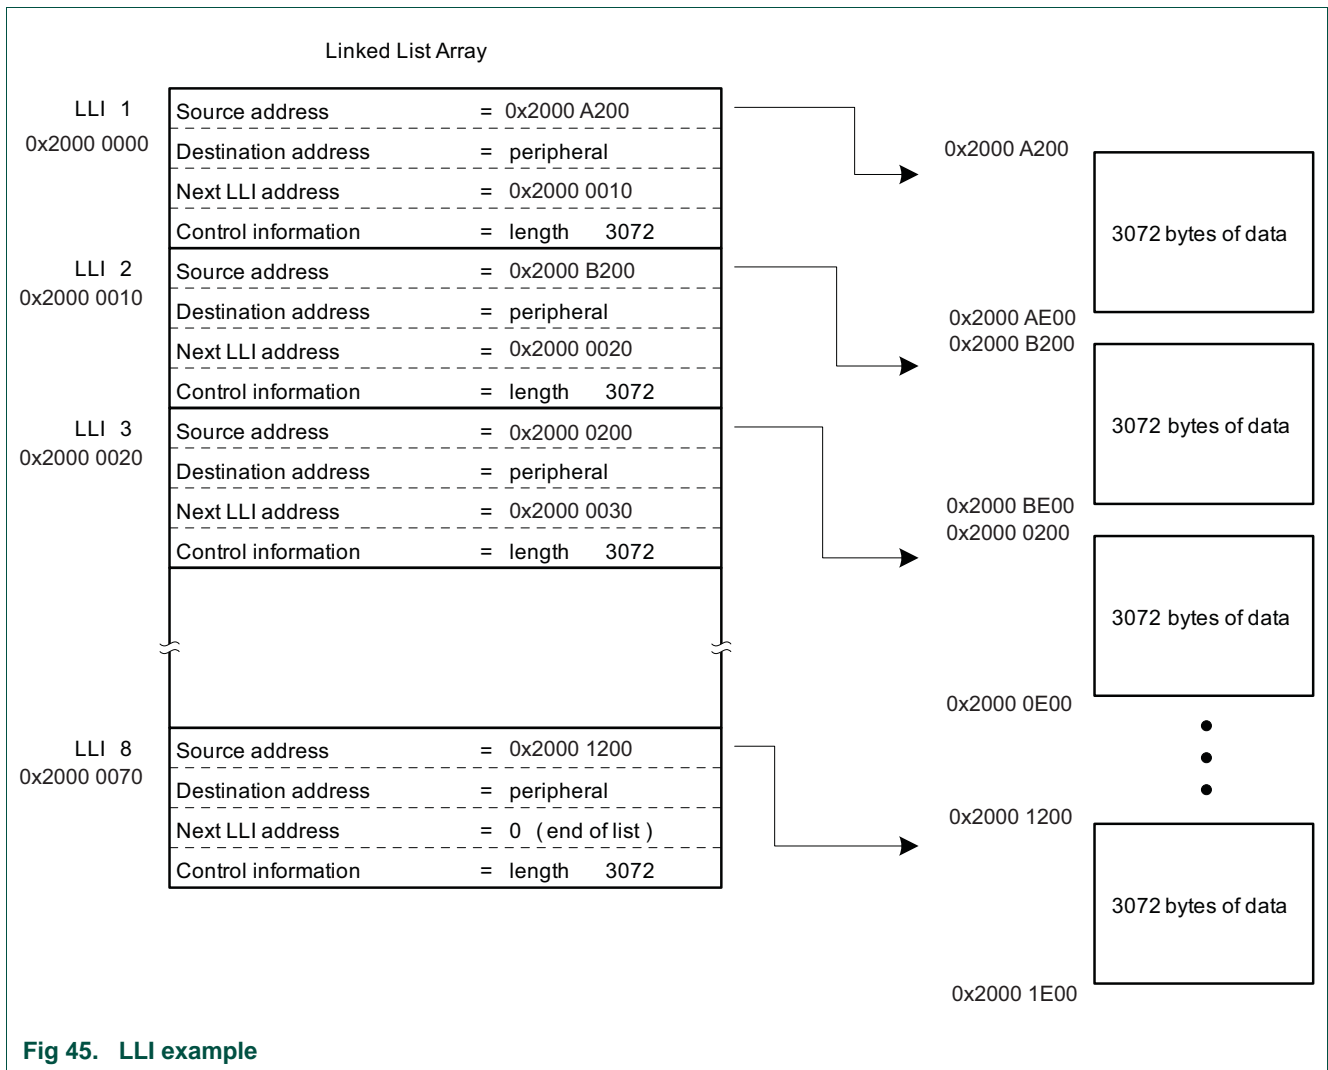 Linked List Array
LLI 1
0x2000 0000
Source address = 0x2000 A200
Destination address = peripheral
Next LLI address = 0x2000 0010
Control information = length 3072
LLI 2
0x2000 0010
Source address = 0x2000 B200
Destination address = peripheral
Next LLI address = 0x2000 0020
Control information = length 3072
LLI 3
0x2000 0020
Source address = 0x2000 0200
Destination address = peripheral
Next LLI address = 0x2000 0030
Control information = length 3072
LLI 8
0x2000 0070
Source address = 0x2000 1200
Destination address = peripheral
Next LLI address = 0 (end of list)
Control information = length 3072
0x2000 A200
3072 bytes of data
0x2000 AE00
0x2000 B200
3072 bytes of data
0x2000 BE00
0x2000 0200
3072 bytes of data
0x2000 0E00
0x2000 1200
3072 bytes of data
0x2000 1E00
Fig 45. LLI example